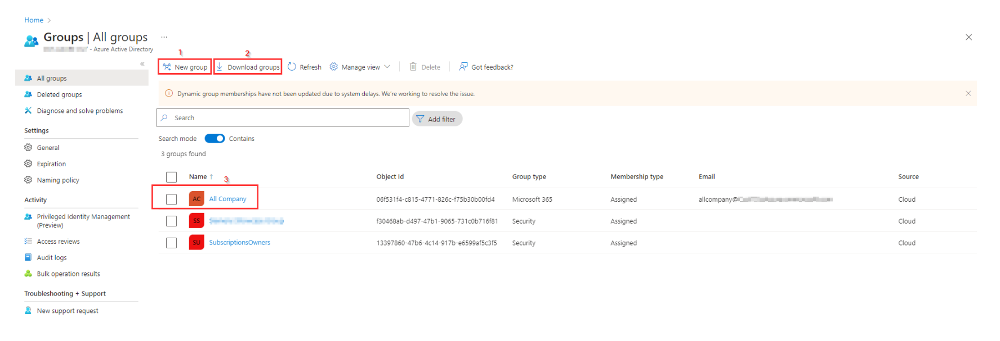 Home >
Groups | All groups ...
- Azure Active Directory
1
2
«
New group
Download groups
Refresh
Manage view
Delete
Got feedback?
All groups
Deleted groups
Diagnose and solve problems
Settings
General
Expiration
Naming policy
Activity
Privileged Identity Management
(Preview)
Access reviews
Audit logs
Bulk operation results
Troubleshooting + Support
New support request
Dynamic group memberships have not been updated due to system delays. We're working to resolve the issue.
Search
Add filter
Search mode Contains
3 groups found
3
Name ↑ Object Id Group type Membership type Email Source
AC All Company 06f531f4-c815-4771-826c-f75b30b00fd4 Microsoft 365 Assigned allcompany@ Cloud
SS f30468ab-d497-47b1-9065-731c0b716f81 Security Assigned Cloud
SU SubscriptionsOwners 13397860-47b6-4c14-917b-e6599af5c3f5 Security Assigned Cloud